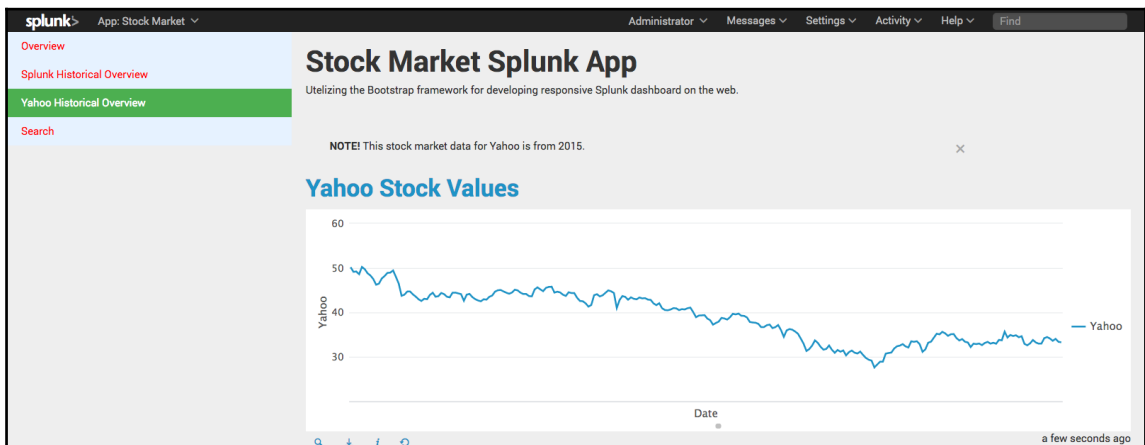 splunk> App: Stock Market Administrator Messages Settings Activity Help Find
Overview
Splunk Historical Overview
Yahoo Historical Overview
Search
Stock Market Splunk App
Utelizing the Bootstrap framework for developing responsive Splunk dashboard on the web.
NOTE! This stock market data for Yahoo is from 2015. ×
Yahoo Stock Values
60
50
40
30
Yahoo
Yahoo
Date
a few seconds ago